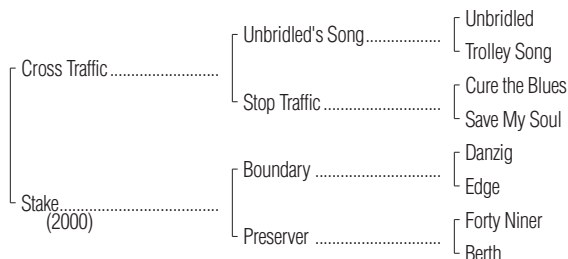 Unbridled
Unbridled's Song
Trolley Song
Cross Traffic
Cure the Blues
Stop Traffic
Save My Soul
Danzig
Boundary
Edge
Stake
(2000)
Forty Niner
Preserver
Berth